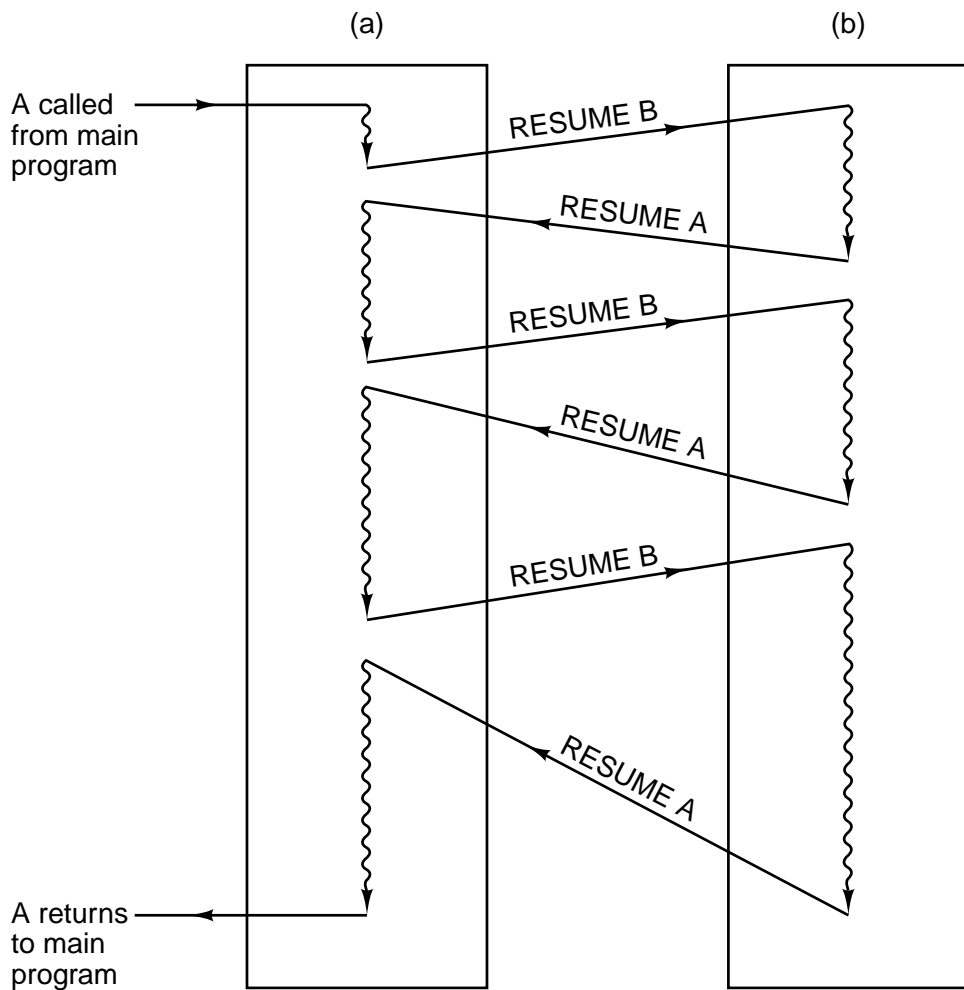 (a)
(b)
A called
from main
program
RESUME B
RESUME A
RESUME B
RESUME A
RESUME B
RESUME A
A returns
to main
program